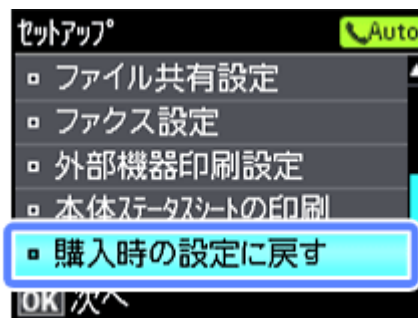 ｾｯﾄｱｯﾌﾟ Auto
ファイル共有設定
ファクス設定
外部機器印刷設定
本体ｽﾃｰﾀｽｼｰﾄの印刷
購入時の設定に戻す
OK 次へ